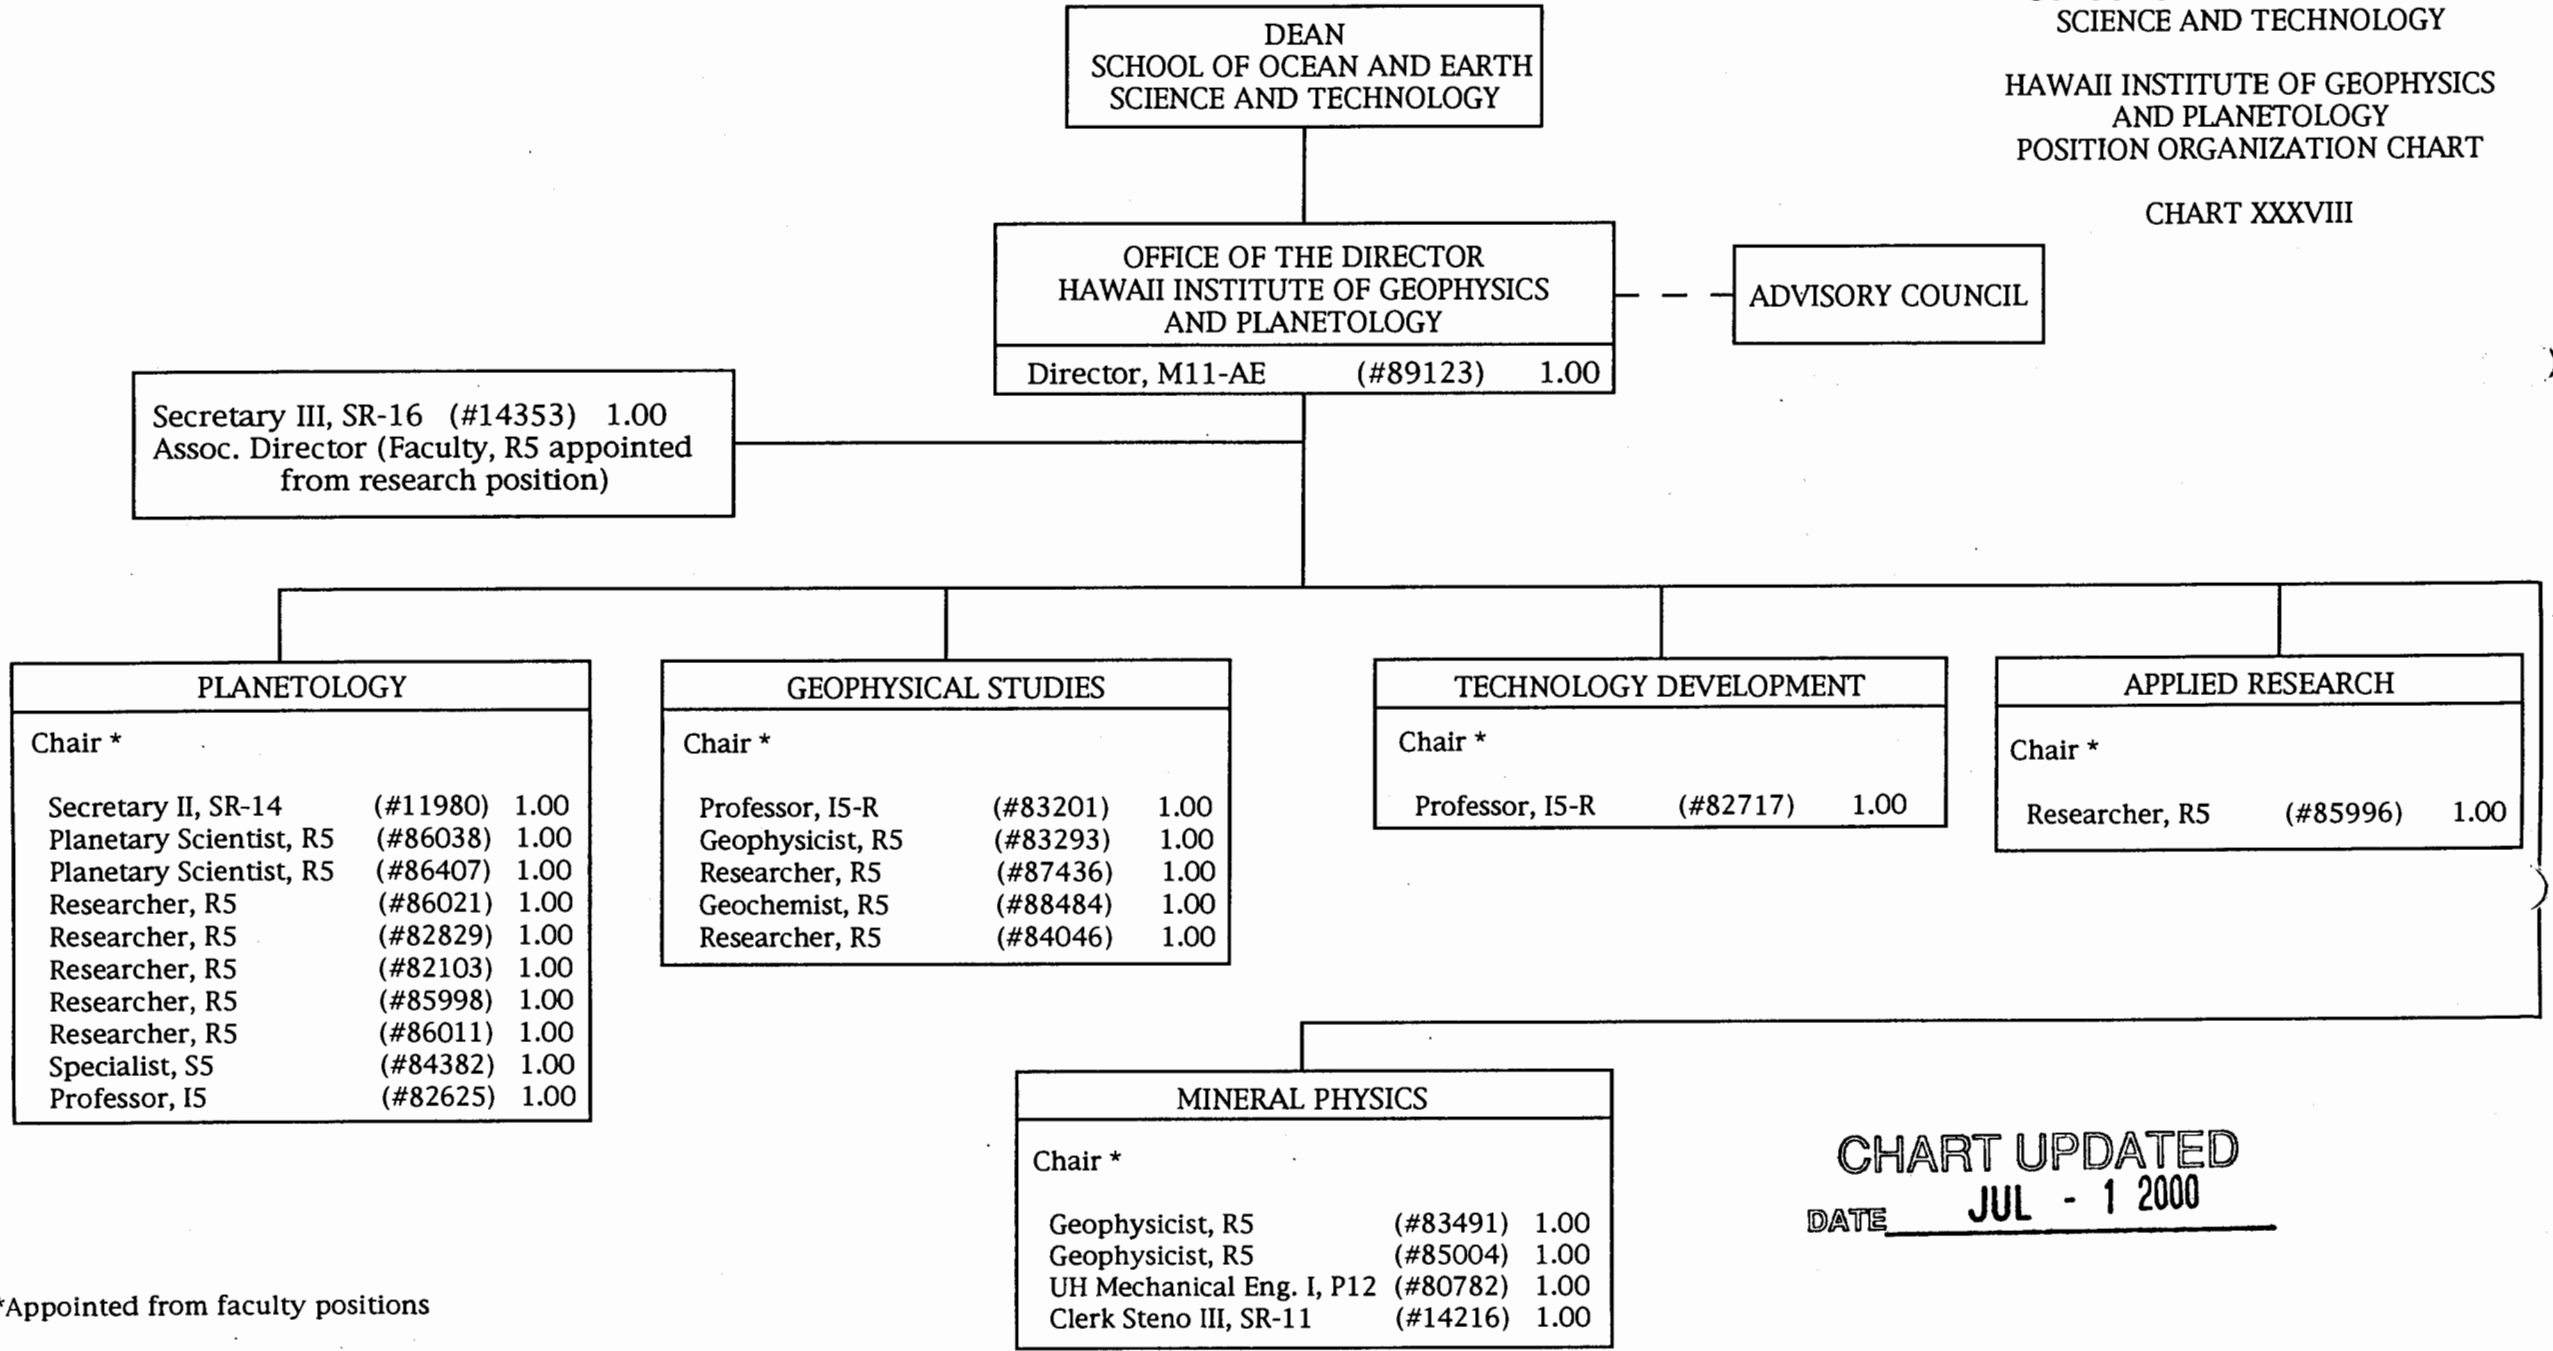 SCIENCE AND TECHNOLOGY
HAWAII INSTITUTE OF GEOPHYSICS
AND PLANETOLOGY
POSITION ORGANIZATION CHART
CHART XXXVIII
DEAN
SCHOOL OF OCEAN AND EARTH
SCIENCE AND TECHNOLOGY
OFFICE OF THE DIRECTOR
HAWAII INSTITUTE OF GEOPHYSICS
AND PLANETOLOGY
Director, M11-AE (#89123) 1.00
ADVISORY COUNCIL
Secretary III, SR-16 (#14353) 1.00
Assoc. Director (Faculty, R5 appointed
from research position)
PLANETOLOGY
Chair *
Secretary II, SR-14 (#11980) 1.00
Planetary Scientist, R5 (#86038) 1.00
Planetary Scientist, R5 (#86407) 1.00
Researcher, R5 (#86021) 1.00
Researcher, R5 (#82829) 1.00
Researcher, R5 (#82103) 1.00
Researcher, R5 (#85998) 1.00
Researcher, R5 (#86011) 1.00
Specialist, S5 (#84382) 1.00
Professor, I5 (#82625) 1.00
GEOPHYSICAL STUDIES
Chair *
Professor, I5-R (#83201) 1.00
Geophysicist, R5 (#83293) 1.00
Researcher, R5 (#87436) 1.00
Geochemist, R5 (#88484) 1.00
Researcher, R5 (#84046) 1.00
TECHNOLOGY DEVELOPMENT
Chair *
Professor, I5-R (#82717) 1.00
APPLIED RESEARCH
Chair *
Researcher, R5 (#85996) 1.00
MINERAL PHYSICS
Chair *
Geophysicist, R5 (#83491) 1.00
Geophysicist, R5 (#85004) 1.00
UH Mechanical Eng. I, P12 (#80782) 1.00
Clerk Steno III, SR-11 (#14216) 1.00
CHART UPDATED
DATE JUL - 1 2000
*Appointed from faculty positions